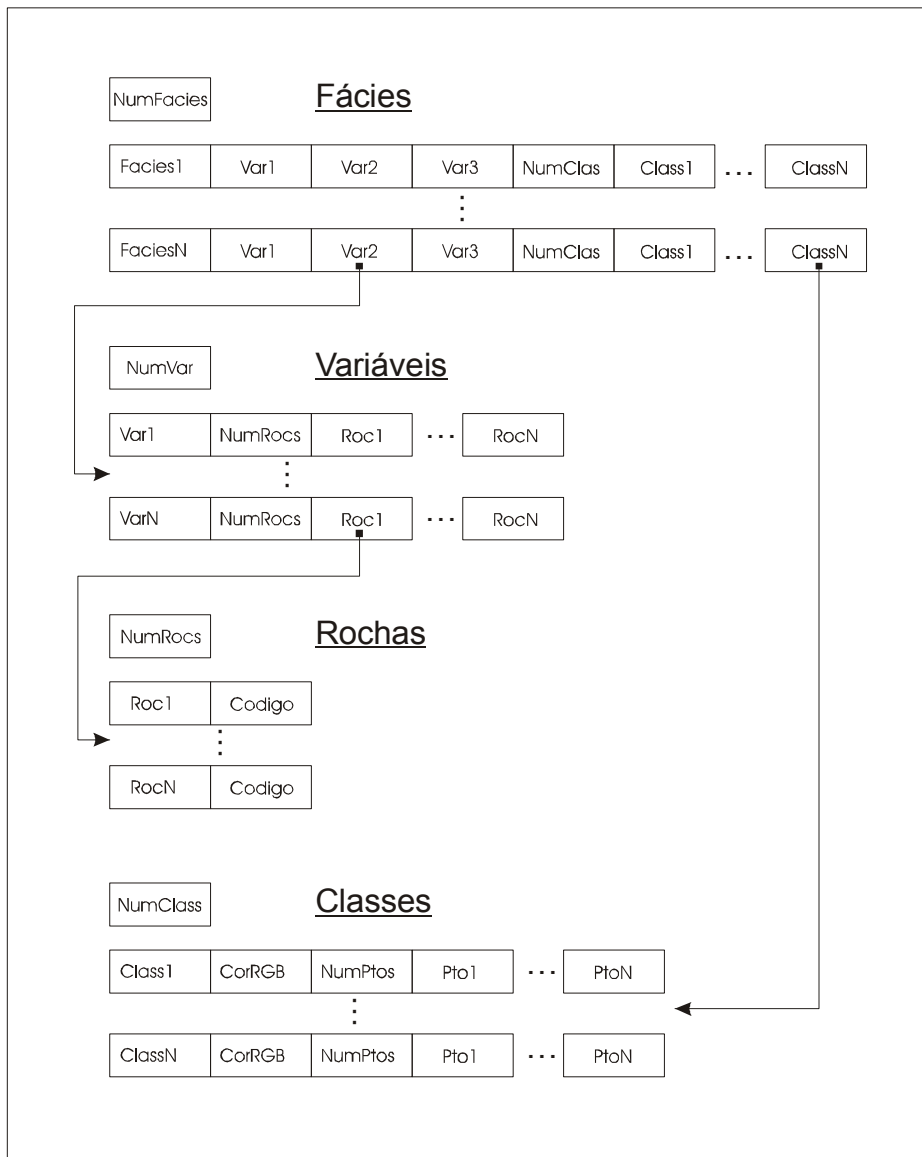 NumFacies Fácies
Facies1 Var1 Var2 Var3 NumClas Class1 ... ClassN
FaciesN Var1 Var2 Var3 NumClas Class1 ... ClassN
NumVar Variáveis
Var1 NumRocs Roc1 ... RocN
VarN NumRocs Roc1 ... RocN
NumRocs Rochas
Roc1 Codigo
RocN Codigo
NumClass Classes
Class1 CorRGB NumPtos Pto1 ... PtoN
ClassN CorRGB NumPtos Pto1 ... PtoN